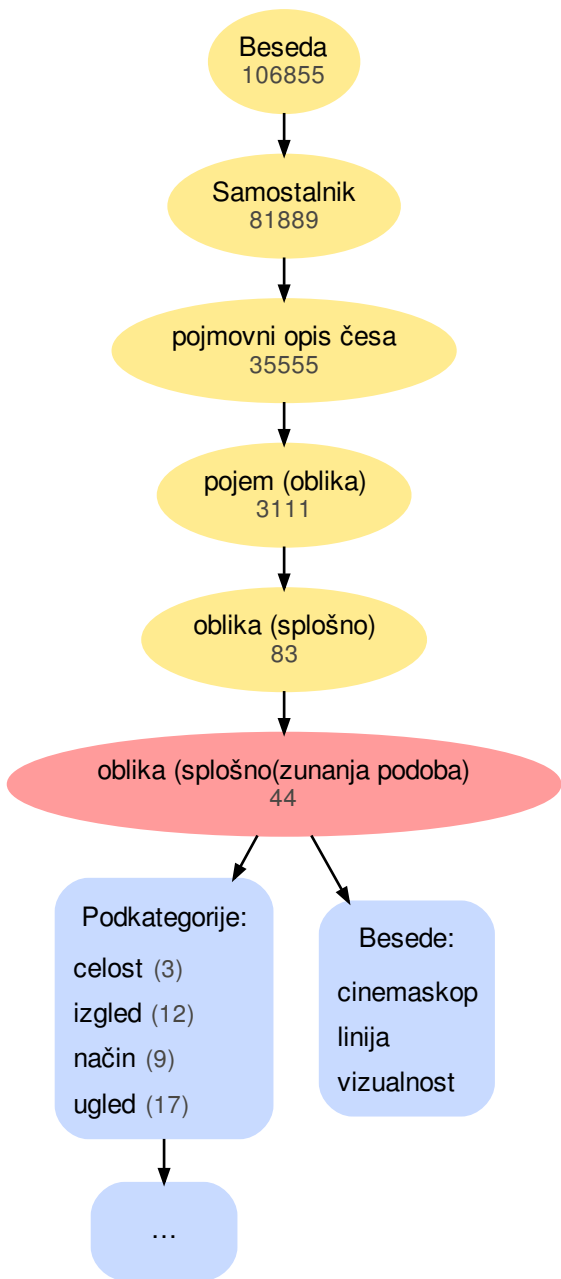 Beseda
106855
Samostalnik
81889
pojmovni opis česa
35555
pojem (oblika)
3111
oblika (splošno)
83
oblika (splošno(zunanja podoba)
44
Podkategorije:
celost (3)
izgled (12)
način (9)
ugled (17)
Besede:
cinemaskop
linija
vizualnost
...